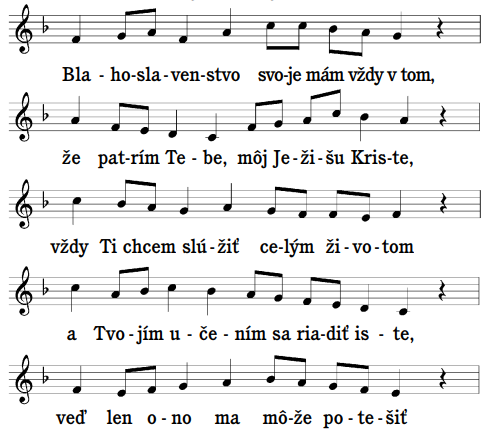 Bla - ho-sla-ven-stvo svo-je mám vždy v tom,
že pat-rím Te - be, môj Je-ži-šu Kris-te,
vždy Ti chcem slú-žiť ce-lým ži-vo-tom
a Tvo-jím u-če-ním sa ria-diť is-te,
veď len o-no ma mô-že po-te-šiť